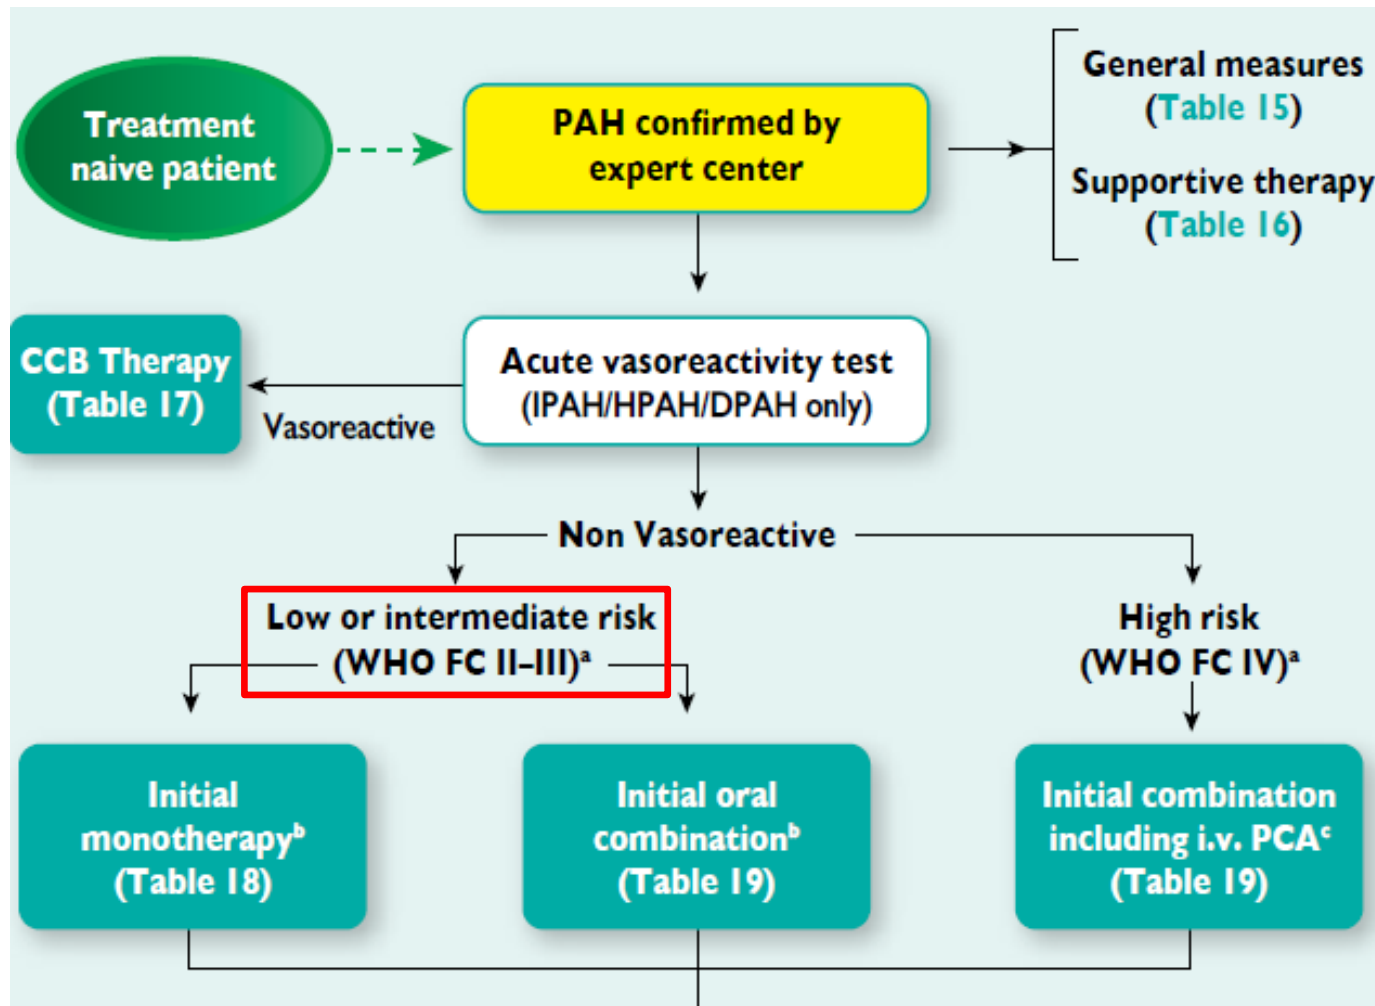 Treatment
naive patient
PAH confirmed by
expert center
General measures
(Table 15)
Supportive therapy
(Table 16)
CCB Therapy
(Table 17)
Vasoreactive
Acute vasoreactivity test
(IPAH/HPAH/DPAH only)
Non Vasoreactive
Low or intermediate risk
(WHO FC II–III)ᵃ
High risk
(WHO FC IV)ᵃ
Initial
monotherapyᵇ
(Table 18)
Initial oral
combinationᵇ
(Table 19)
Initial combination
including i.v. PCAᶜ
(Table 19)